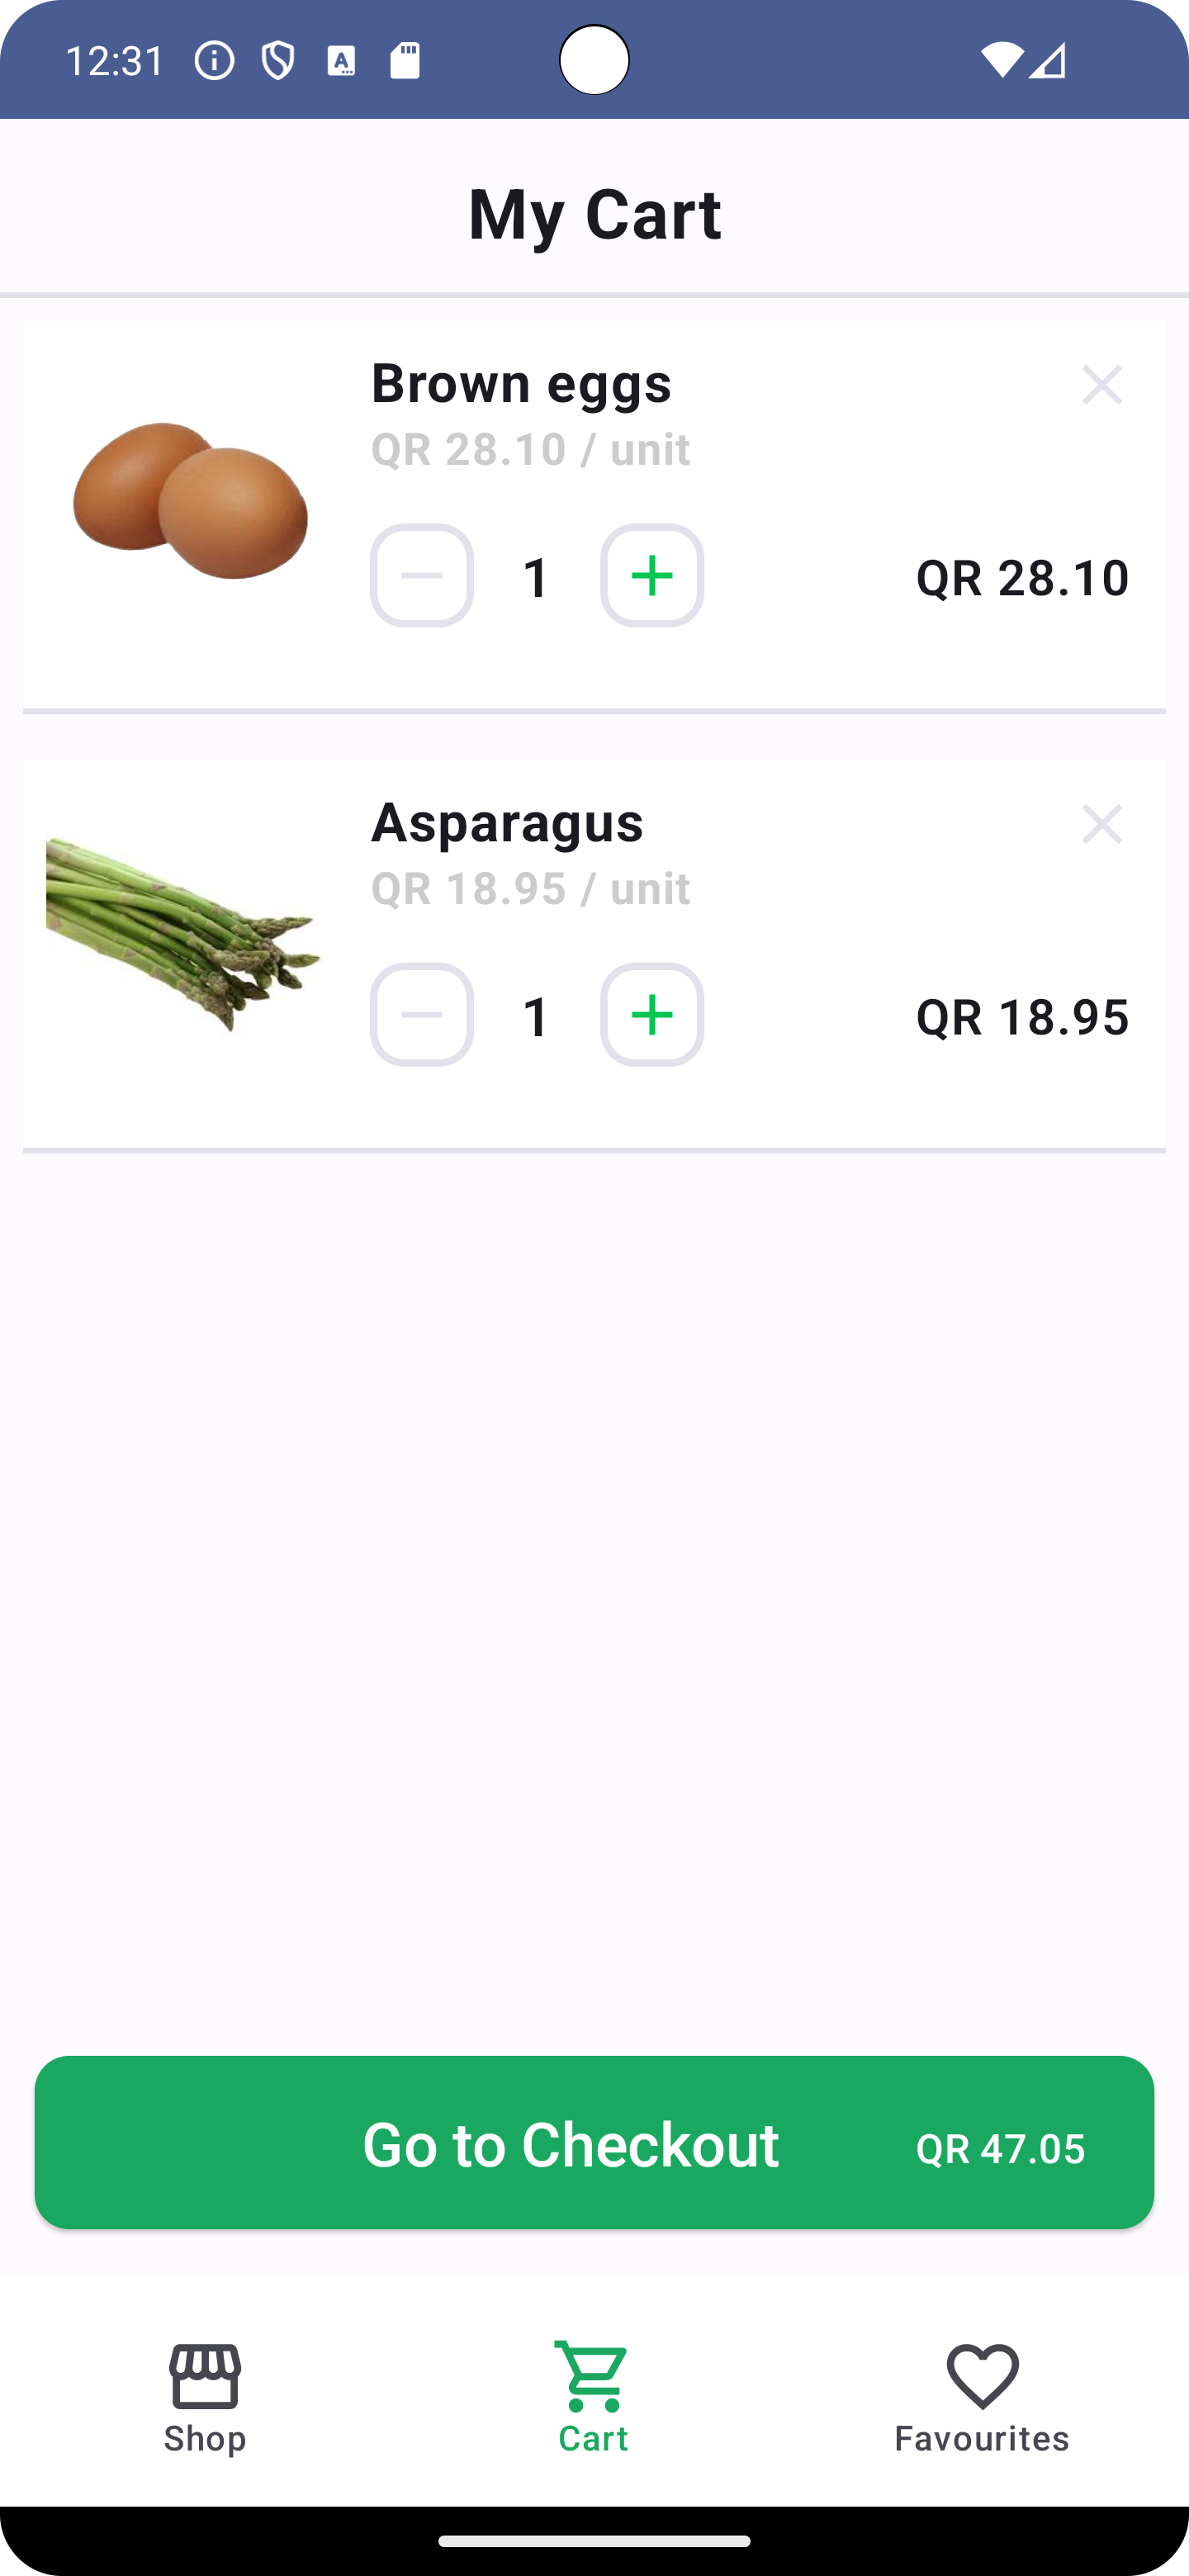 12:31
My Cart
Brown eggs
QR 28.10 / unit
1
QR 28.10
Asparagus
QR 18.95 / unit
1
QR 18.95
Go to Checkout QR 47.05
Shop Cart Favourites